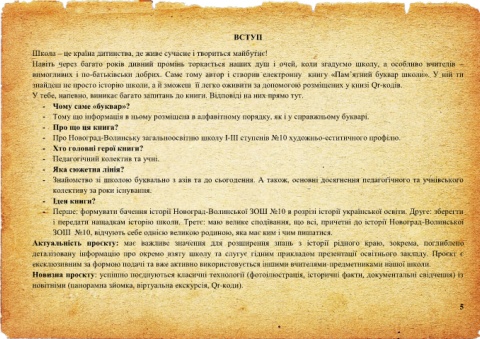 ВСТУП
Школа – це країна дитинства, де живе сучасне і твориться майбутнє!
Навіть через багато років дивний промінь торкається наших душ і очей, коли згадуємо школу, а особливо вчителів –
вимогливих і по-батьківськи добрих. Саме тому автор і створив електронну книгу «Пам'ятний буквар школи». У ній ти
знайдеш не просто історію школи, а й зможеш її легко оживити за допомогою розміщених у книзі Qr-кодів.
У тебе, напевно, виникає багато запитань до книги. Відповіді на них прямо тут.
- Чому саме «буквар»?
- Тому що інформація в ньому розміщена в алфавітному порядку, як і у справжньому букварі.
- Про що ця книга?
- Про Новоград-Волинську загальноосвітню школу І-ІІІ ступенів №10 художньо-еститичного профілю.
- Хто головні герої книги?
- Педагогічний колектив та учні.
- Яка сюжетна лінія?
- Знайомство зі школою буквально з азів та до сьогодення. А також, основні досягнення педагогічного та учнівського
колективу за роки існування.
- Ідея книги?
- Перше: формувати бачення історії Новоград-Волинської ЗОШ №10 в розрізі історії української освіти. Друге: зберегти
і передати нащадкам історію школи. Третє: маю велике сподівання, що всі, причетні до історії Новоград-Волинської
ЗОШ №10, відчують себе однією великою родиною, яка має ким і чим пишатися.
Актуальність проєкту: має важливе значення для розширення знань з історії рідного краю, зокрема, поглиблено
деталізовану інформацію про окремо взяту школу та слугує гідним прикладом презентації освітнього закладу. Проєкт є
ексклюзивним за формою подачі та вже активно використовується іншими вчителями-предметниками нашої школи.
Новизна проєкту: успішно поєднуються класичні технології (фотоілюстрація, історичні факти, документальні свідчення) із
новітніми (панорамна зйомка, віртуальна екскурсія, Qr-коди).
5